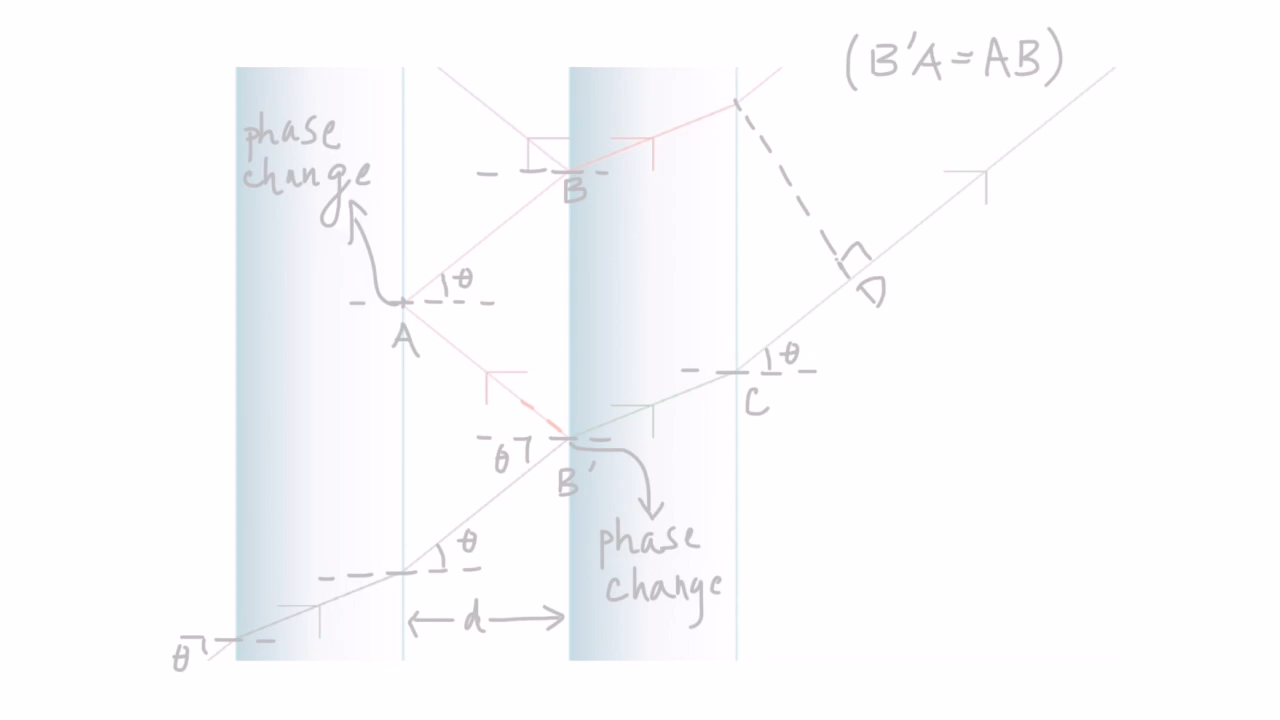 (B'A = AB)
phase
change
B
θ
A
θ
D
C
θ
B'
θ
phase
change
d
θ